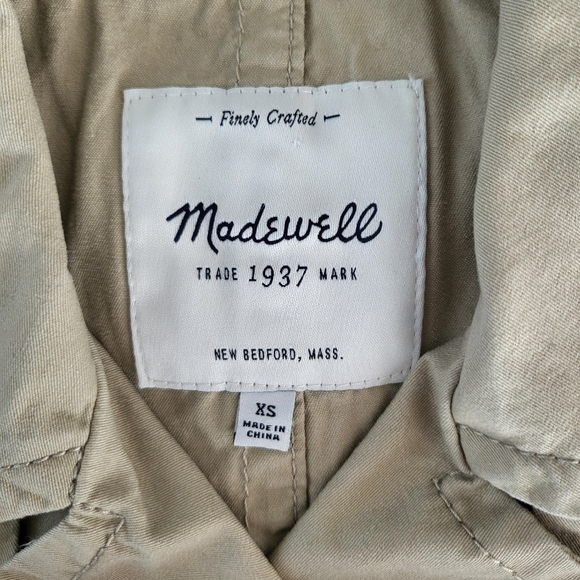 Finely Crafted
Madewell
TRADE 1937 MARK
NEW BEDFORD, MASS.
XS
MADE IN
CHINA